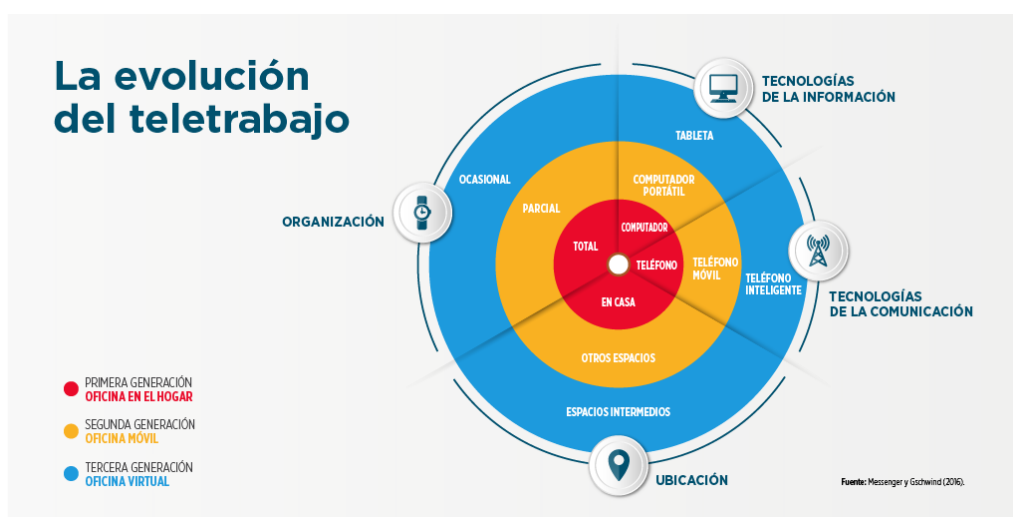 La evolución
del teletrabajo
TECNOLOGÍAS
DE LA INFORMACIÓN
TABLETA
OCASIONAL
COMPUTADOR
PORTÁTIL
PARCIAL
ORGANIZACIÓN
COMPUTADOR
TOTAL
TELÉFONO
TELÉFONO
MÓVIL
TELÉFONO
INTELIGENTE
TECNOLOGÍAS
DE LA COMUNICACIÓN
EN CASA
OTROS ESPACIOS
ESPACIOS INTERMEDIOS
UBICACIÓN
PRIMERA GENERACIÓN
OFICINA EN EL HOGAR
SEGUNDA GENERACIÓN
OFICINA MÓVIL
TERCERA GENERACIÓN
OFICINA VIRTUAL
Fuente: Messenger y Gschwind (2016).